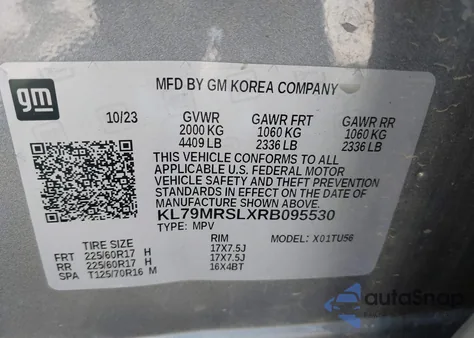 gm
MFD BY GM KOREA COMPANY
10/23 GVWR GAWR FRT GAWR RR
2000 KG 1060 KG 1060 KG
4409 LB 2336 LB 2336 LB
THIS VEHICLE CONFORMS TO ALL
APPLICABLE U.S. FEDERAL MOTOR
VEHICLE SAFETY AND THEFT PREVENTION
STANDARDS IN EFFECT ON THE DATE
OF MANUFACTURE SHOWN ABOVE.
KL79MRSLXRB095530
TYPE: MPV
TIRE SIZE RIM MODEL: X01TU56
FRT 225/60R17 H 17X7.5J
RR 225/60R17 H 17X7.5J
SPA T125/70R16 M 16X4BT
autoSnap